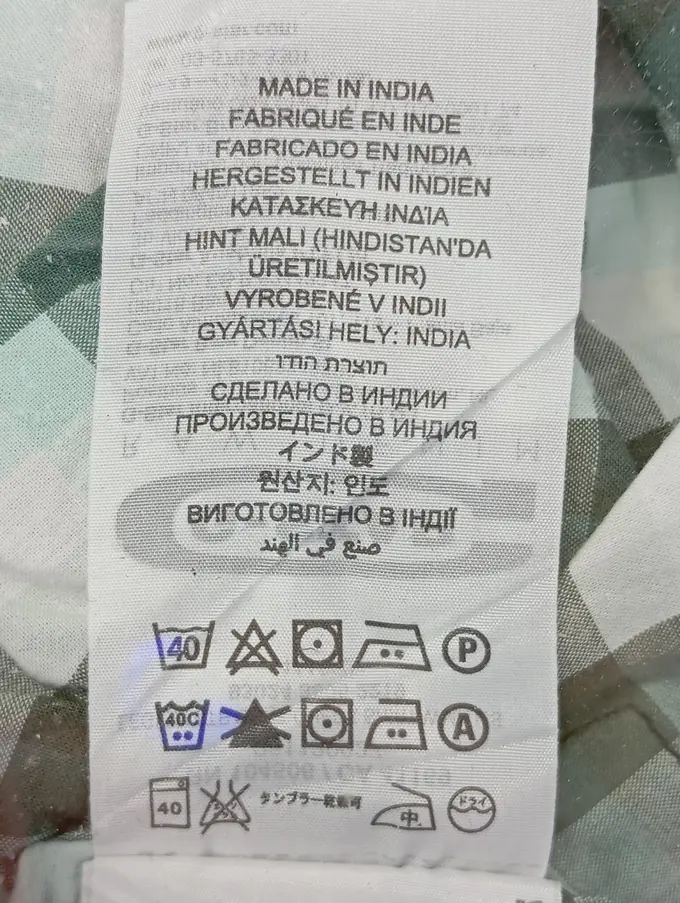 MADE IN INDIA
FABRIQUÉ EN INDE
FABRICADO EN INDIA
HERGESTELLT IN INDIEN
ΚΑΤΑΣΚΕΥΉ ΙΝΔΊΑ
HINT MALI (HINDISTAN'DA
ÜRETILMIŞTIR)
VYROBENÉ V INDII
GYÁRTÁSI HELY: INDIA
תוצרת הודו
СДЕЛАНО В ИНДИИ
ПРОИЗВЕДЕНО В ИНДИЯ
インド製
원산지: 인도
ВИГОТОВЛЕНО В ІНДІЇ
صنع في الهند
40 P
40C A
40 タンブラー乾燥可 中 ドライ